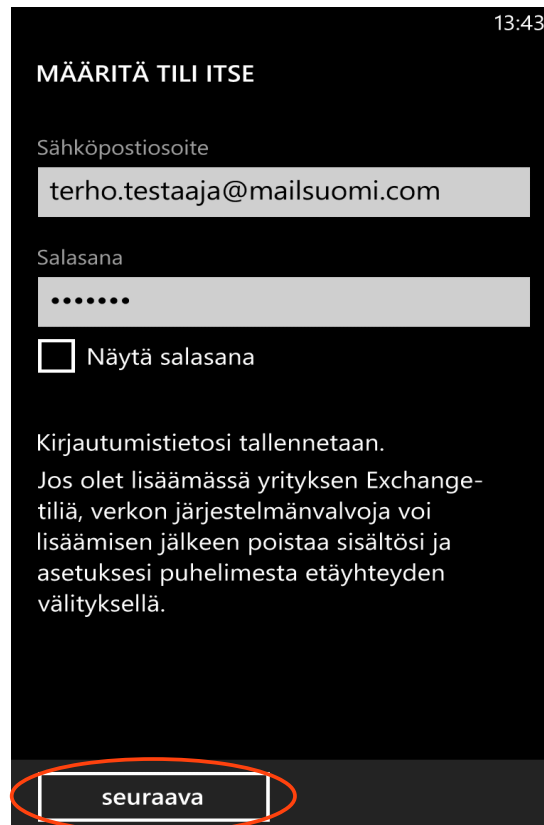 13:43
MÄÄRITÄ TILI ITSE
Sähköpostiosoite
terho.testaaja@mailsuomi.com
Salasana
•••••••
Näytä salasana
Kirjautumistietosi tallennetaan.
Jos olet lisäämässä yrityksen Exchange-
tiliä, verkon järjestelmänvalvoja voi
lisäämisen jälkeen poistaa sisältösi ja
asetuksesi puhelimesta etäyhteyden
välityksellä.
seuraava